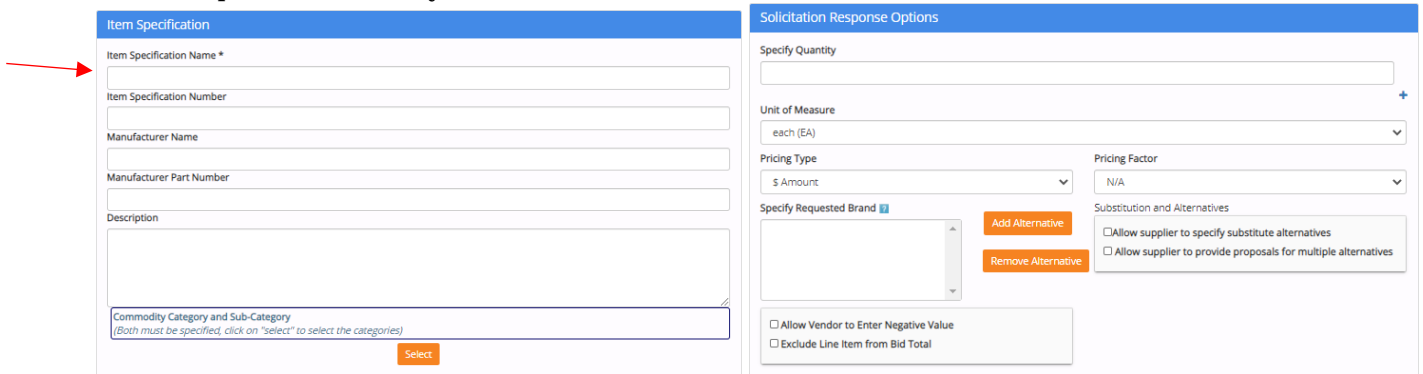 Item Specification
Item Specification Name *
Item Specification Number
Manufacturer Name
Manufacturer Part Number
Description
Commodity Category and Sub-Category
(Both must be specified, click on "select" to select the categories)
Select
Solicitation Response Options
Specify Quantity
+
Unit of Measure
each (EA)
Pricing Type
Pricing Factor
$ Amount
N/A
Specify Requested Brand ?
Add Alternative
Remove Alternative
Substitution and Alternatives
Allow supplier to specify substitute alternatives
Allow supplier to provide proposals for multiple alternatives
Allow Vendor to Enter Negative Value
Exclude Line Item from Bid Total